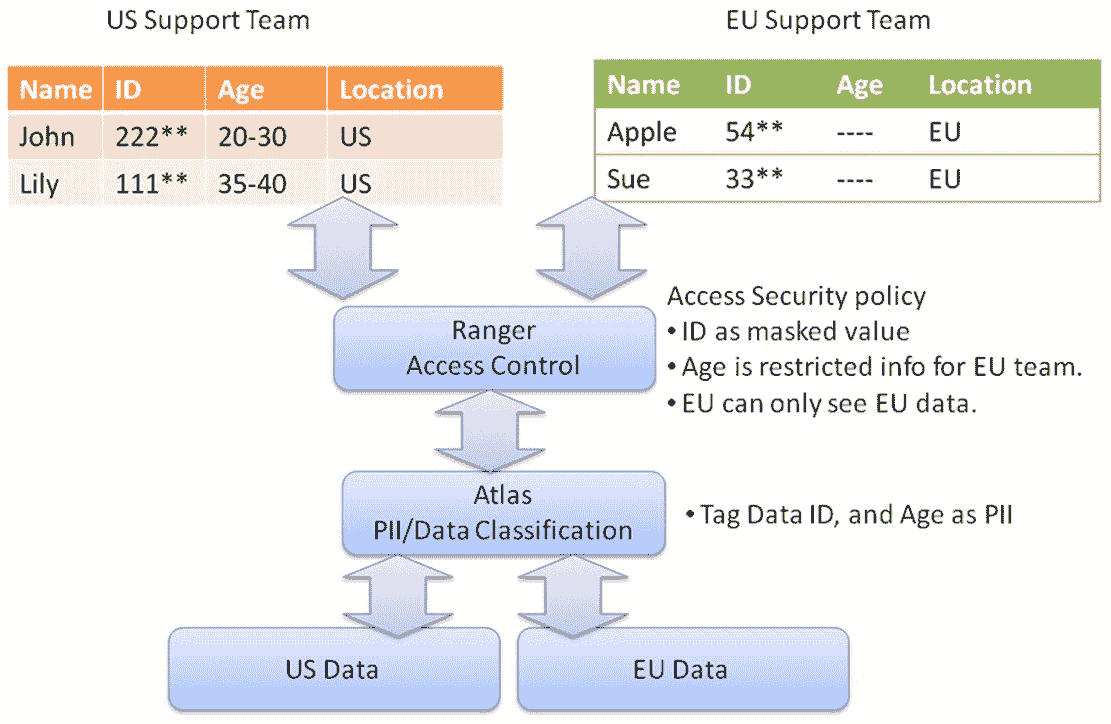 US Support Team
EU Support Team
Name ID Age Location
John 222** 20-30 US
Lily 111** 35-40 US
Name ID Age Location
Apple 54** ---- EU
Sue 33** ---- EU
Ranger
Access Control
Access Security policy
• ID as masked value
• Age is restricted info for EU team.
• EU can only see EU data.
Atlas
PII/Data Classification
• Tag Data ID, and Age as PII
US Data
EU Data